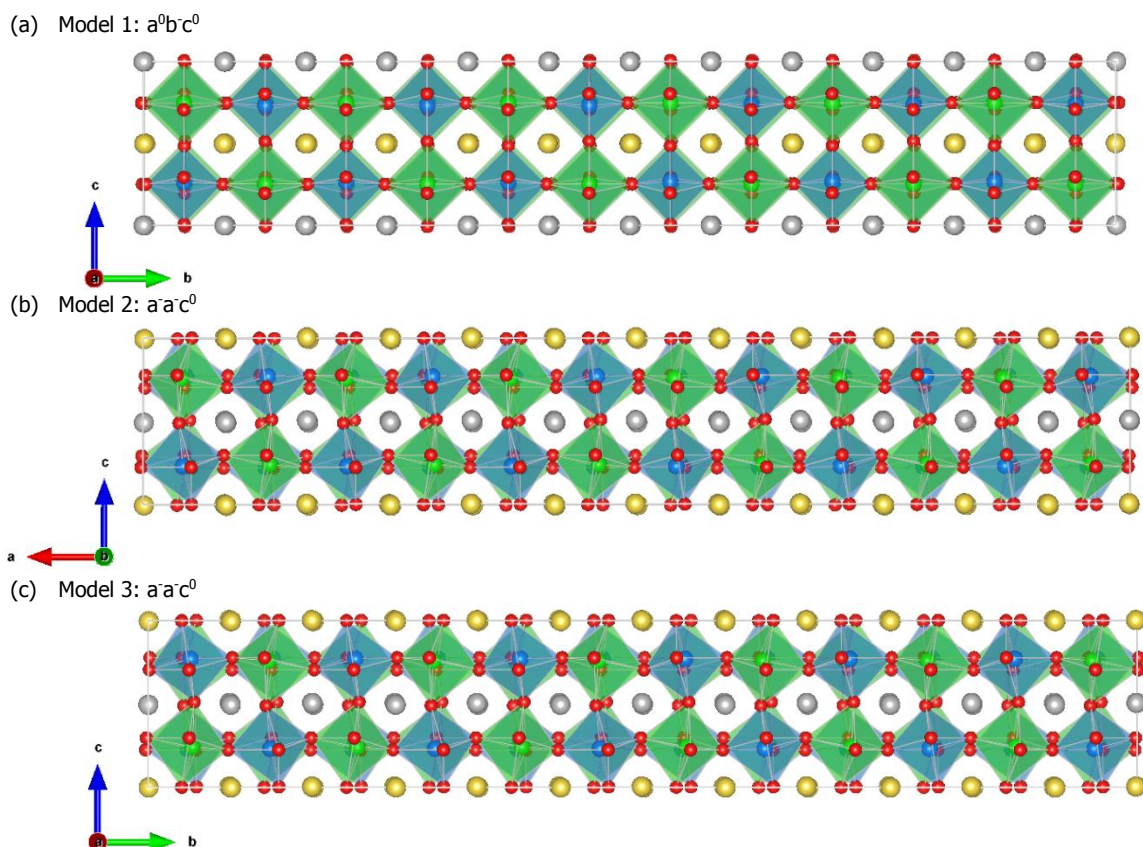 (a) Model 1: a⁰b⁻c⁰
c
a
b
(b) Model 2: a⁻a⁻c⁰
c
a
b
(c) Model 3: a⁻a⁻c⁰
c
a
b